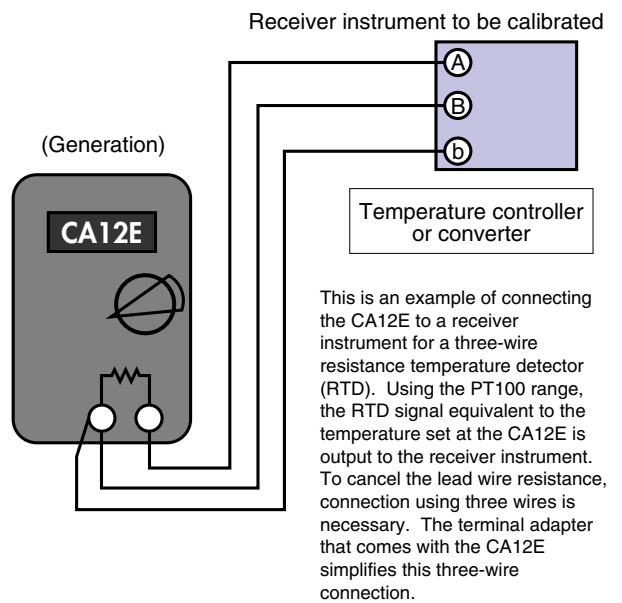 Receiver instrument to be calibrated
A
B
b
(Generation)
CA12E
Temperature controller
or converter
This is an example of connecting
the CA12E to a receiver
instrument for a three-wire
resistance temperature detector
(RTD).  Using the PT100 range,
the RTD signal equivalent to the
temperature set at the CA12E is
output to the receiver instrument.
To cancel the lead wire resistance,
connection using three wires is
necessary.  The terminal adapter
that comes with the CA12E
simplifies this three-wire
connection.